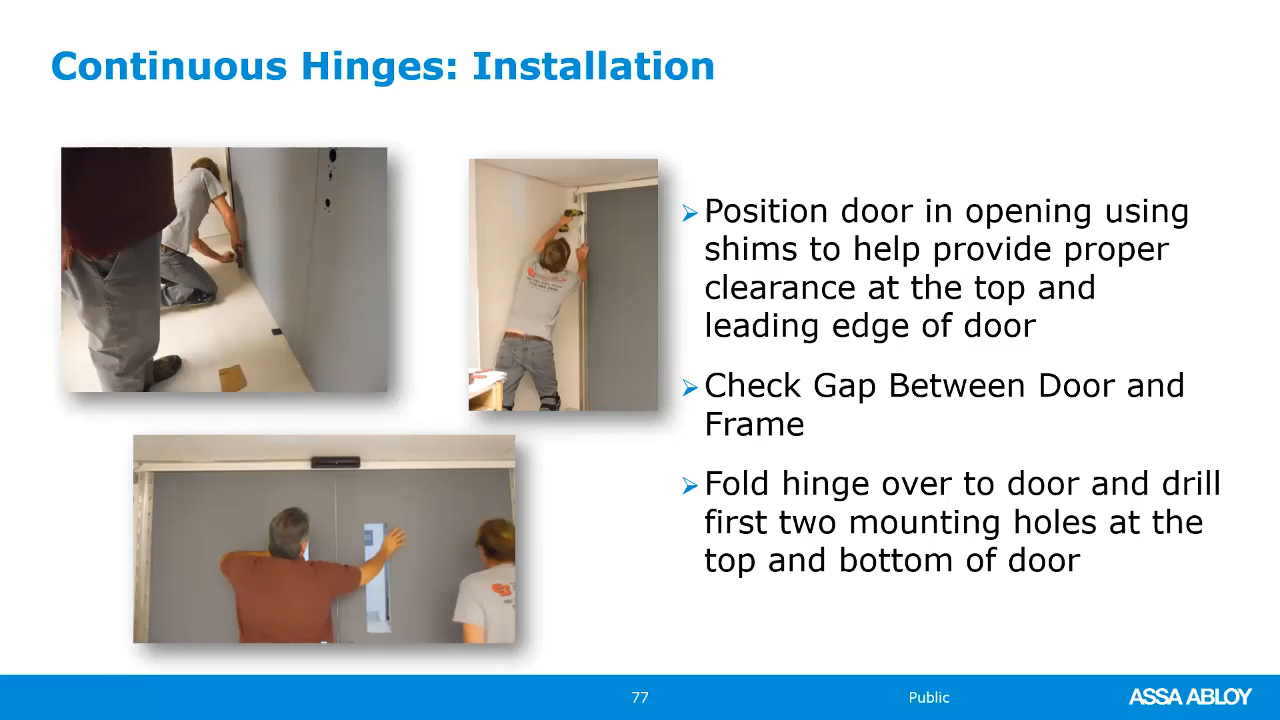 Continuous Hinges: Installation
Position door in opening using
shims to help provide proper
clearance at the top and
leading edge of door
Check Gap Between Door and
Frame
Fold hinge over to door and drill
first two mounting holes at the
top and bottom of door
77
Public
ASSA ABLOY